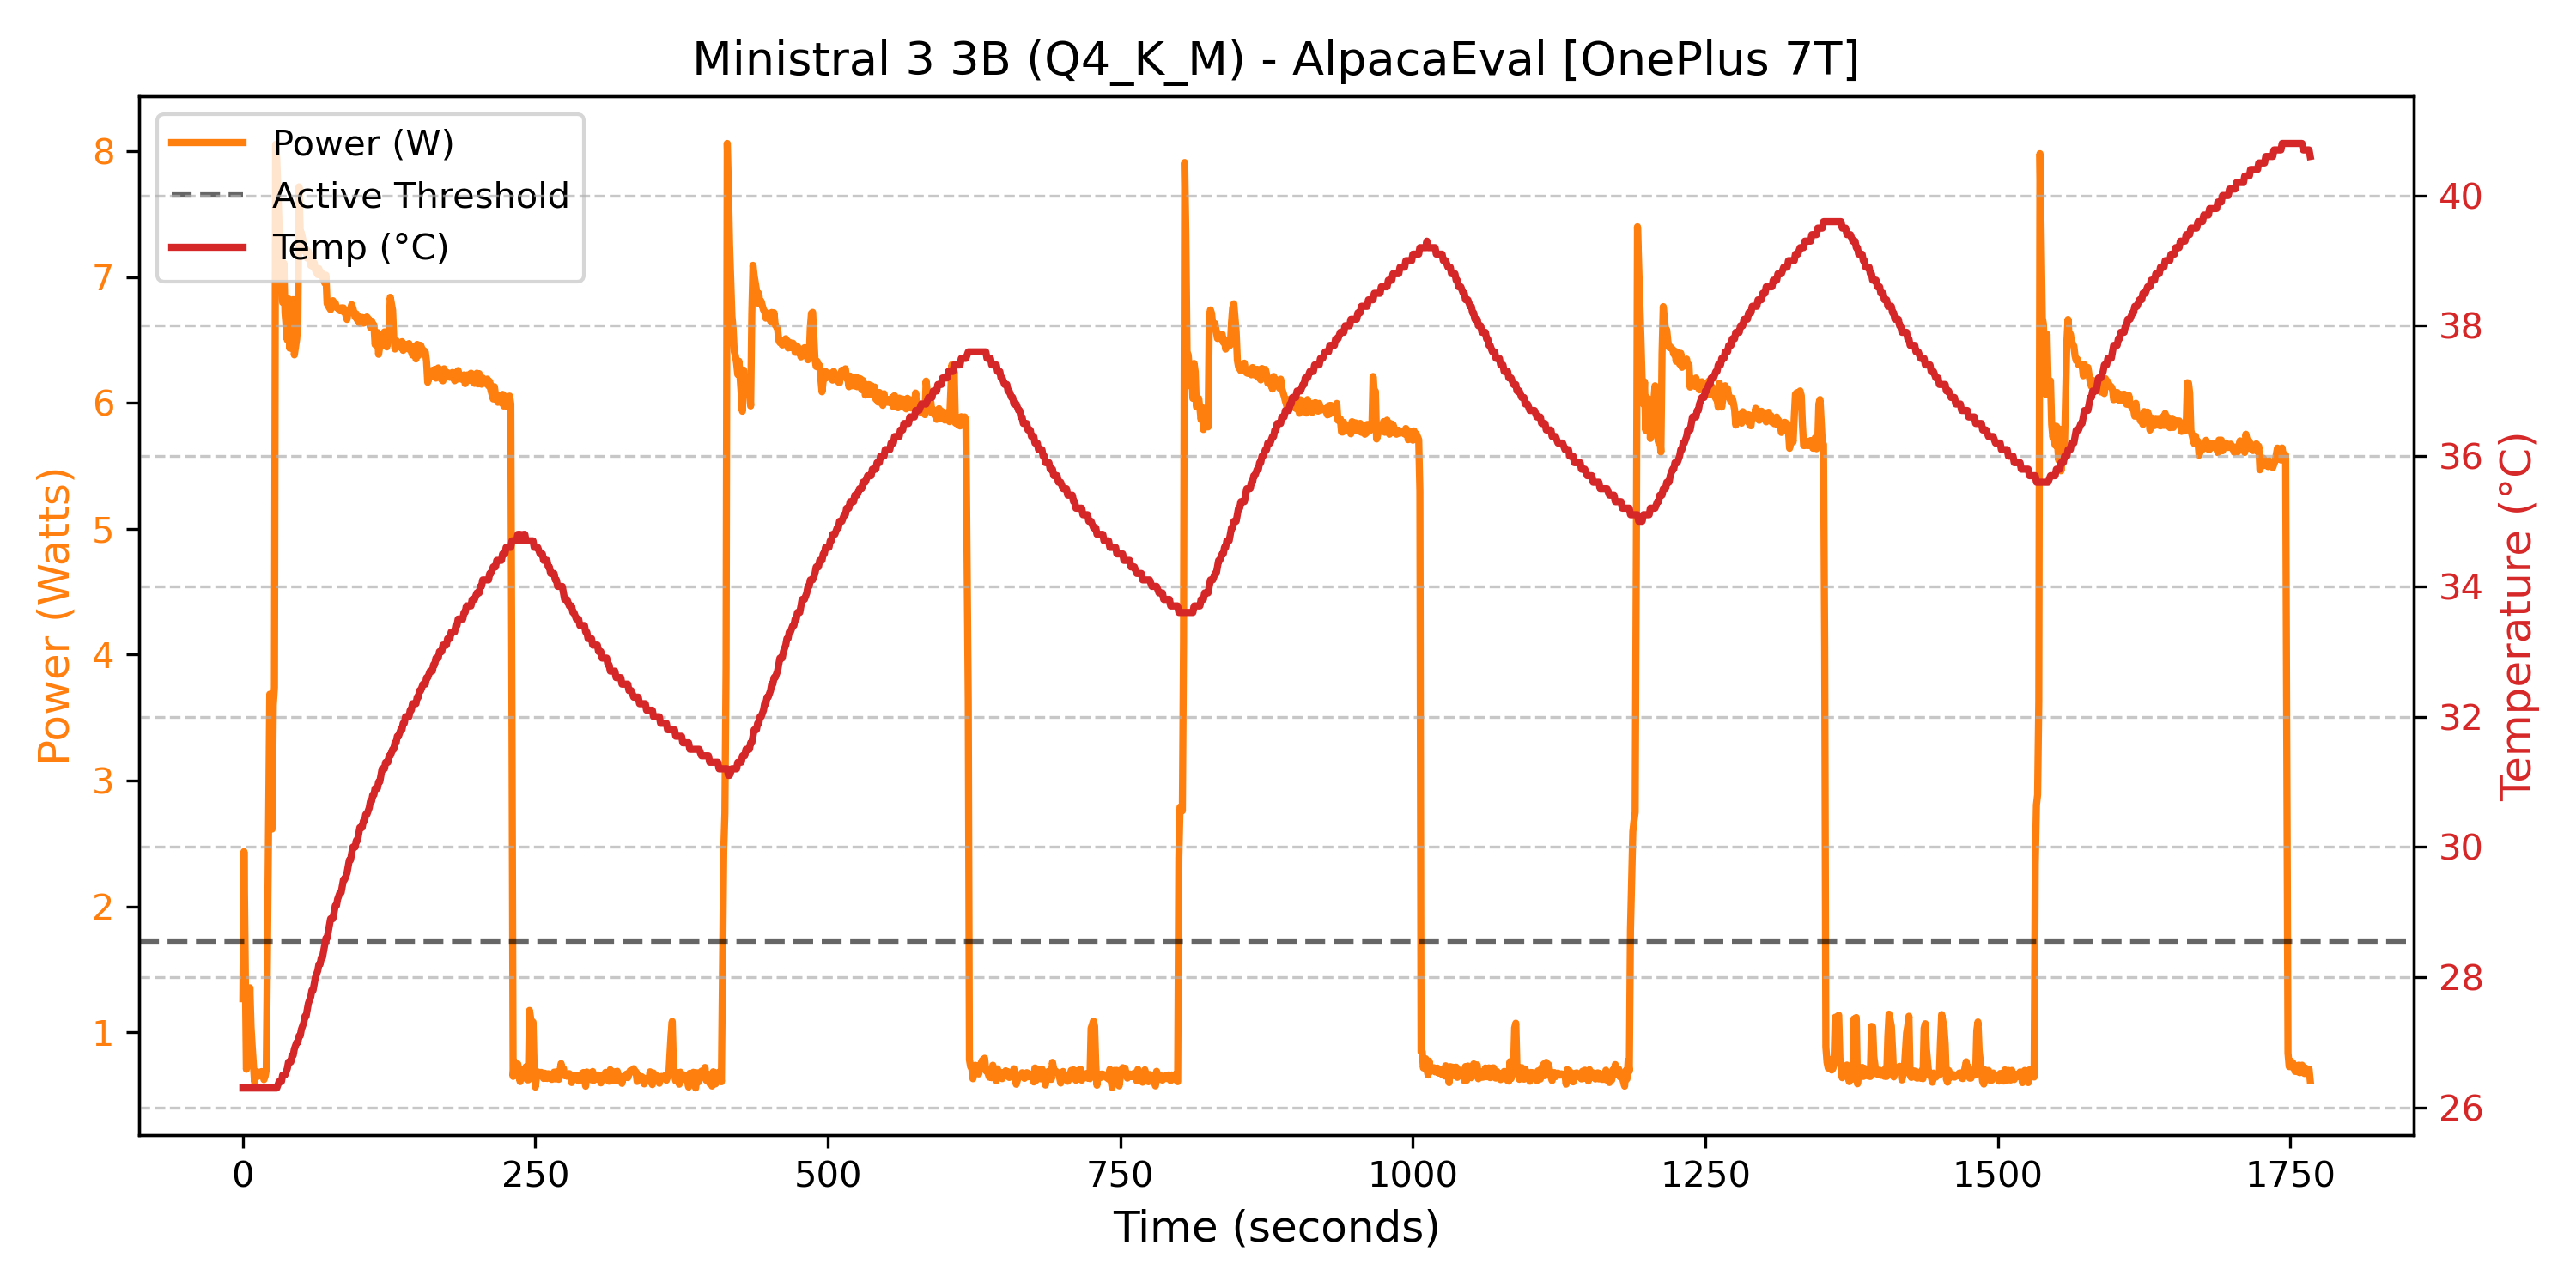 Ministral 3 3B (Q4_K_M) - AlpacaEval [OnePlus 7T]
Power (W)
Active Threshold
Temp (°C)
Power (Watts)
8
7
6
5
4
3
2
1
40
38
36
34
32
30
28
26
Temperature (°C)
0 250 500 750 1000 1250 1500 1750
Time (seconds)